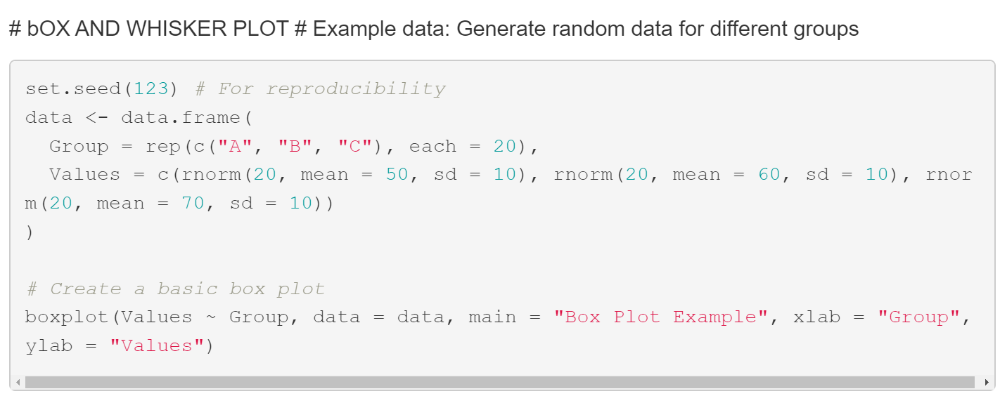 # bOX AND WHISKER PLOT # Example data: Generate random data for different groups
set.seed(123) # For reproducibility
data <- data.frame(
  Group = rep(c("A", "B", "C"), each = 20),
  Values = c(rnorm(20, mean = 50, sd = 10), rnorm(20, mean = 60, sd = 10), rnor
m(20, mean = 70, sd = 10))
)
# Create a basic box plot
boxplot(Values ~ Group, data = data, main = "Box Plot Example", xlab = "Group",
ylab = "Values")